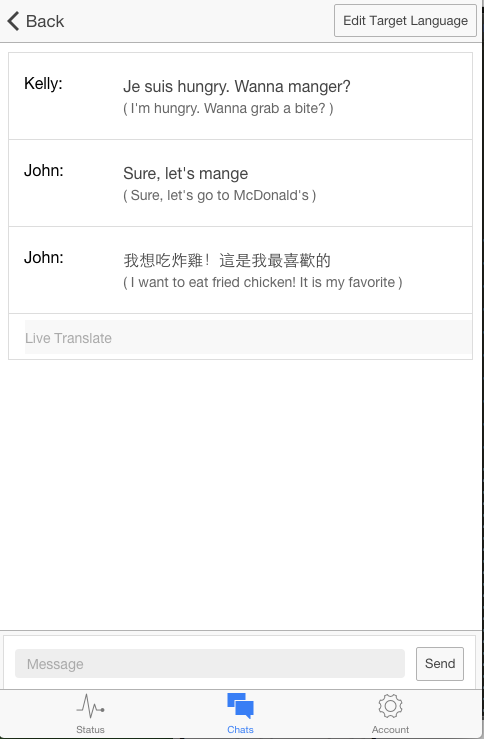 Back
Edit Target Language
Kelly:
Je suis hungry. Wanna manger?
( I'm hungry. Wanna grab a bite? )
John:
Sure, let's mange
( Sure, let's go to McDonald's )
John:
我想吃炸雞！這是我最喜歡的
( I want to eat fried chicken! It is my favorite )
Live Translate
Message
Send
Status
Chats
Account